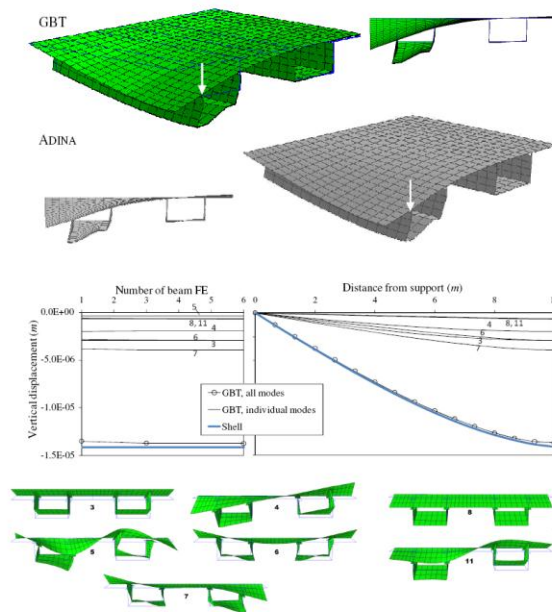 GBT
ADINA
Number of beam FE
1 2 3 4 5 6
Distance from support (m)
0 2 4 6 8
0.0E+00
-5.0E-06
-1.0E-05
-1.5E-05
Vertical displacement (m)
5
8, 11
4
6
3
7
8, 11
4
6
3
7
GBT, all modes
GBT, individual modes
Shell
3
4
8
5
6
11
7